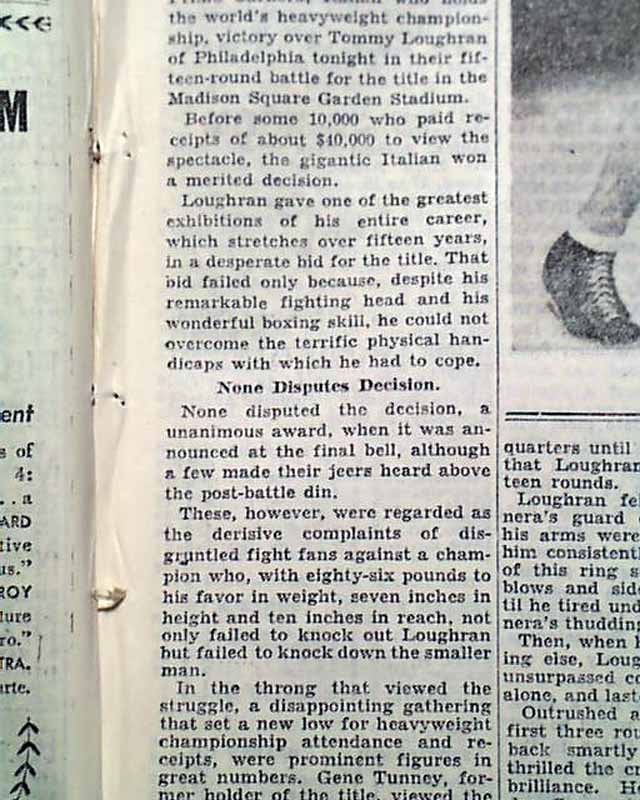 M
ent
s of
4:
. . a
ARD
tive
us."
ROY
ture
ro."
TRA.
arte.
the world's heavyweight champion-
ship, victory over Tommy Loughran
of Philadelphia tonight in their fif-
teen-round battle for the title in the
Madison Square Garden Stadium.
Before some 10,000 who paid re-
ceipts of about $40,000 to view the
spectacle, the gigantic Italian won
a merited decision.
Loughran gave one of the greatest
exhibitions of his entire career,
which stretches over fifteen years,
in a desperate bid for the title. That
bid failed only because, despite his
remarkable fighting head and his
wonderful boxing skill, he could not
overcome the terrific physical han-
dicaps with which he had to cope.
None Disputes Decision.
None disputed the decision, a
unanimous award, when it was an-
nounced at the final bell, although
a few made their jeers heard above
the post-battle din.
These, however, were regarded as
the derisive complaints of dis-
gruntled fight fans against a cham-
pion who, with eighty-six pounds to
his favor in weight, seven inches in
height and ten inches in reach, not
only failed to knock out Loughran
but failed to knock down the smaller
man.
In the throng that viewed the
struggle, a disappointing gathering
that set a new low for heavyweight
championship attendance and re-
ceipts, were prominent figures in
great numbers. Gene Tunney, for-
mer holder of the title, viewed the
quarters until
that Loughran
teen rounds.
Loughran fe
nera's guard
his arms were
him consistentl
of this ring s
blows and side
til he tired und
nera's thudding
Then, when h
ing else, Loug
unsurpassed co
alone, and last
Outrushed a
first three rou
back smartly
thrilled the cr
brilliance. H